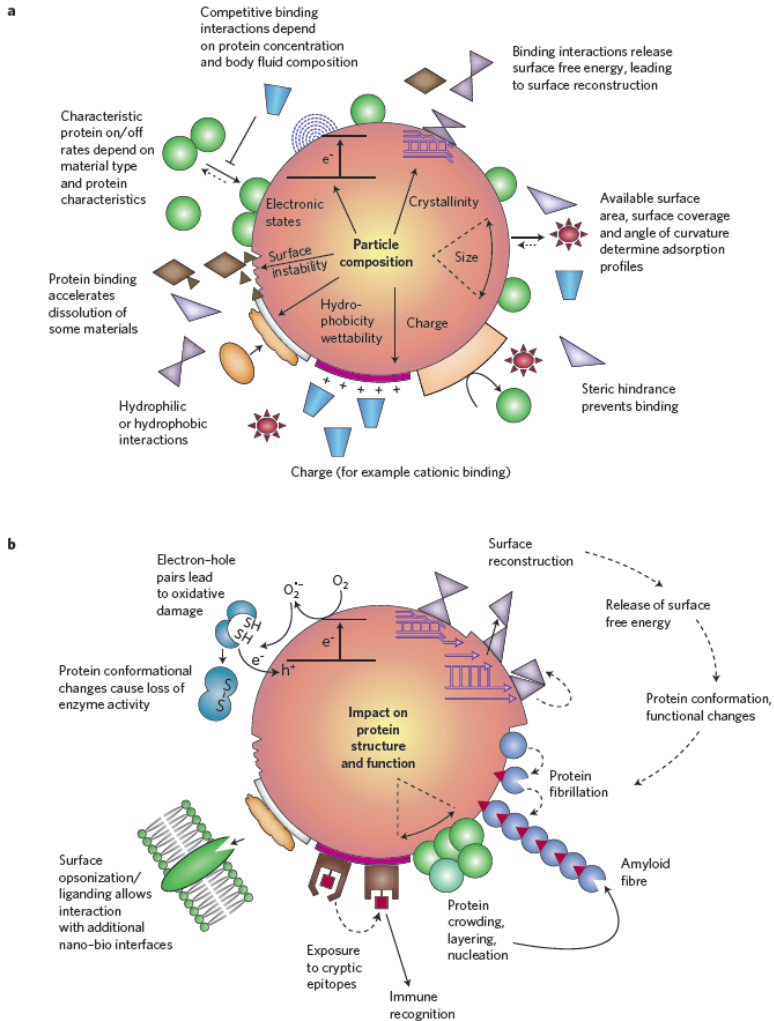 a
Competitive binding
interactions depend
on protein concentration
and body fluid composition
Binding interactions release
surface free energy, leading
to surface reconstruction
Characteristic
protein on/off
rates depend on
material type
and protein
characteristics
e-
Electronic
states
Crystallinity
Available surface
area, surface coverage
and angle of curvature
determine adsorption
profiles
Surface
instability
Particle
composition
Size
Protein binding
accelerates
dissolution of
some materials
Hydro-
phobicity
wettability
Charge
+ + + + + +
Steric hindrance
prevents binding
Hydrophilic
or hydrophobic
interactions
Charge (for example cationic binding)
b
Surface
reconstruction
Electron–hole
pairs lead
to oxidative
damage
O2•-
O2
Release of surface
free energy
SH
SH
e-
e-
h+
Protein conformational
changes cause loss of
enzyme activity
S
S
Impact on
protein
structure
and function
Protein conformation,
functional changes
Protein
fibrillation
Surface
opsonization/
liganding allows
interaction
with additional
nano-bio interfaces
Amyloid
fibre
Protein
crowding,
layering,
nucleation
Exposure
to cryptic
epitopes
Immune
recognition